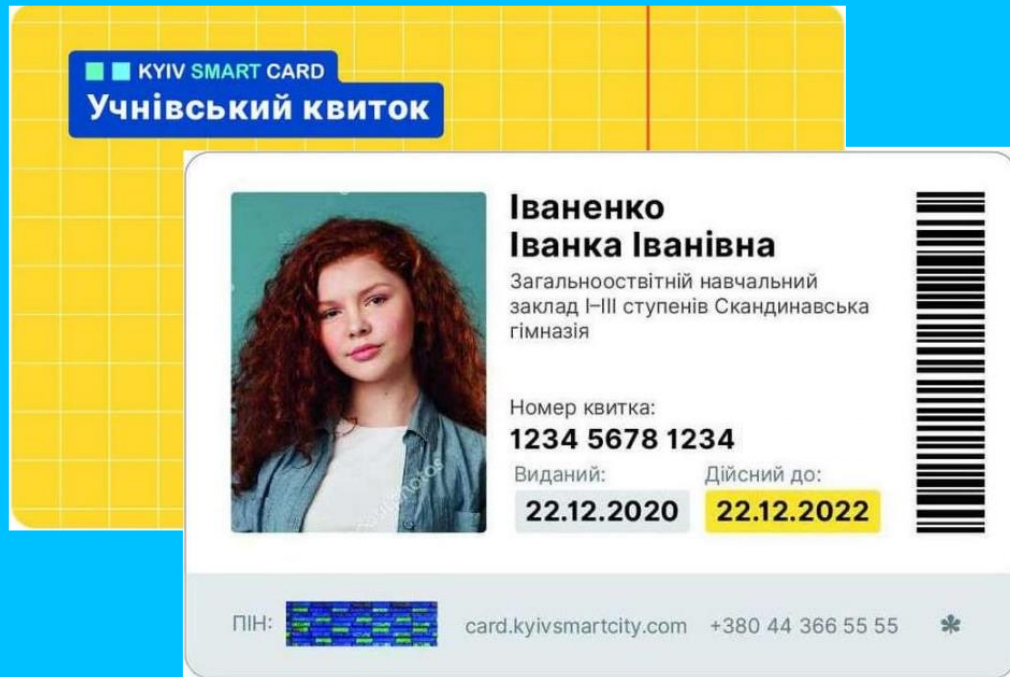 KYIV SMART CARD
Учнівський квиток
Іваненко
Іванка Іванівна
Загальнооствітній навчальний
заклад І–ІІІ ступенів Скандинавська
гімназія
Номер квитка:
1234 5678 1234
Виданий:
Дійсний до:
22.12.2020
22.12.2022
ПІН:
card.kyivsmartcity.com
+380 44 366 55 55